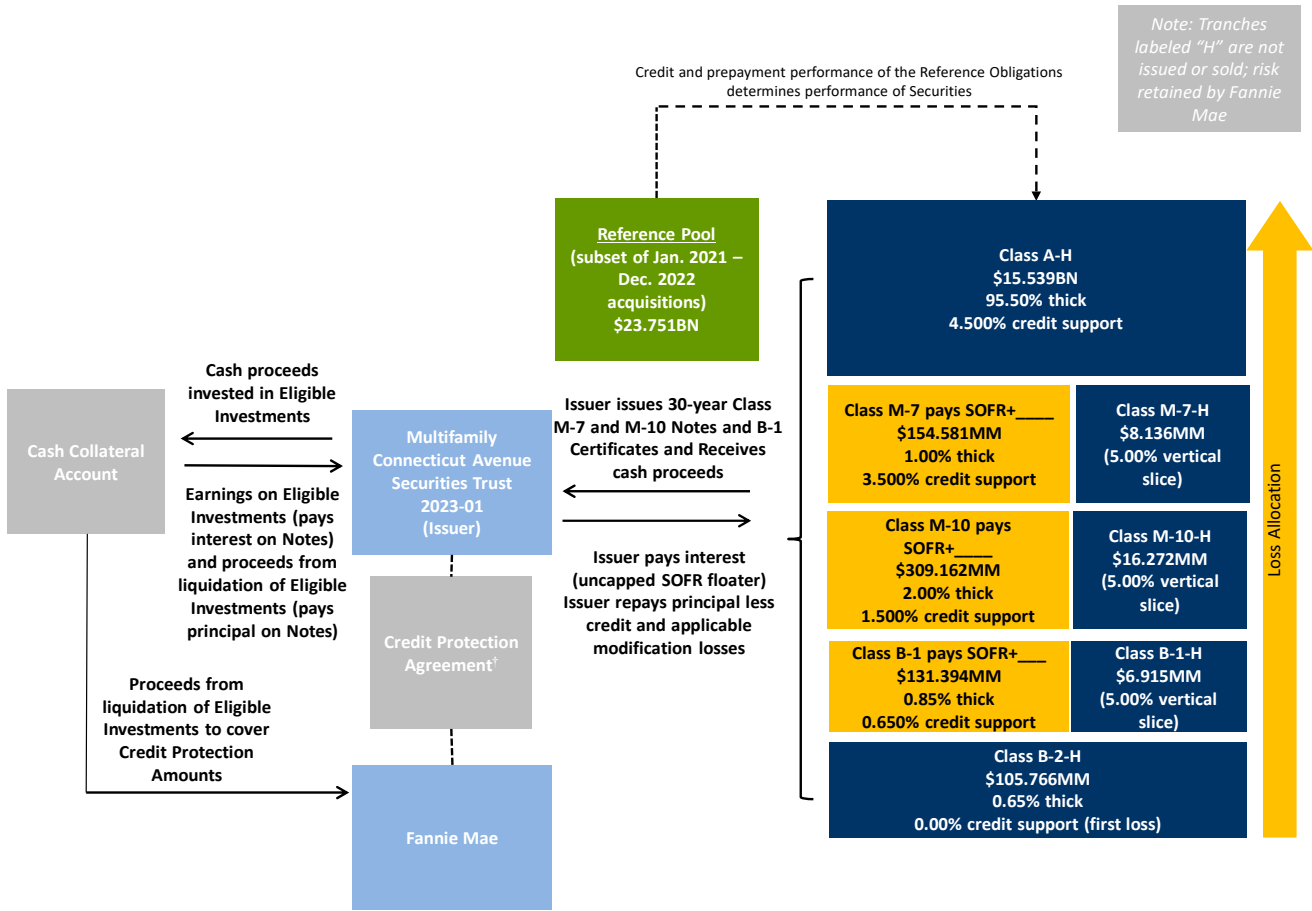 Note: Tranches
labeled “H” are not
issued or sold; risk
retained by Fannie
Mae
Credit and prepayment performance of the Reference Obligations
determines performance of Securities
Reference Pool
(subset of Jan. 2021 –
Dec. 2022
acquisitions)
$23.751BN
Class A-H
$15.539BN
95.50% thick
4.500% credit support
Cash proceeds
invested in Eligible
Investments
Cash Collateral
Account
Earnings on Eligible
Investments (pays
interest on Notes)
and proceeds from
liquidation of Eligible
Investments (pays
principal on Notes)
Multifamily
Connecticut Avenue
Securities Trust
2023-01
(Issuer)
Issuer issues 30-year Class
M-7 and M-10 Notes and B-1
Certificates and Receives
cash proceeds
Issuer pays interest
(uncapped SOFR floater)
Issuer repays principal less
credit and applicable
modification losses
Class M-7 pays SOFR+____
$154.581MM
1.00% thick
3.500% credit support
Class M-7-H
$8.136MM
(5.00% vertical
slice)
Class M-10 pays
SOFR+____
$309.162MM
2.00% thick
1.500% credit support
Class M-10-H
$16.272MM
(5.00% vertical
slice)
Class B-1 pays SOFR+___
$131.394MM
0.85% thick
0.650% credit support
Class B-1-H
$6.915MM
(5.00% vertical
slice)
Class B-2-H
$105.766MM
0.65% thick
0.00% credit support (first loss)
Loss Allocation
Credit Protection
Agreement†
Proceeds from
liquidation of Eligible
Investments to cover
Credit Protection
Amounts
Fannie Mae